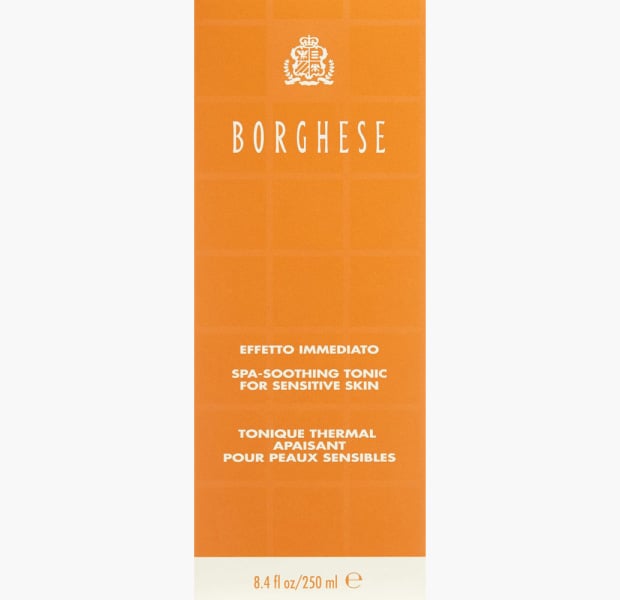 BORGHESE
EFFETTO IMMEDIATO
SPA-SOOTHING TONIC
FOR SENSITIVE SKIN
TONIQUE THERMAL
APAISANT
POUR PEAUX SENSIBLES
8.4 fl oz/250 ml ℮